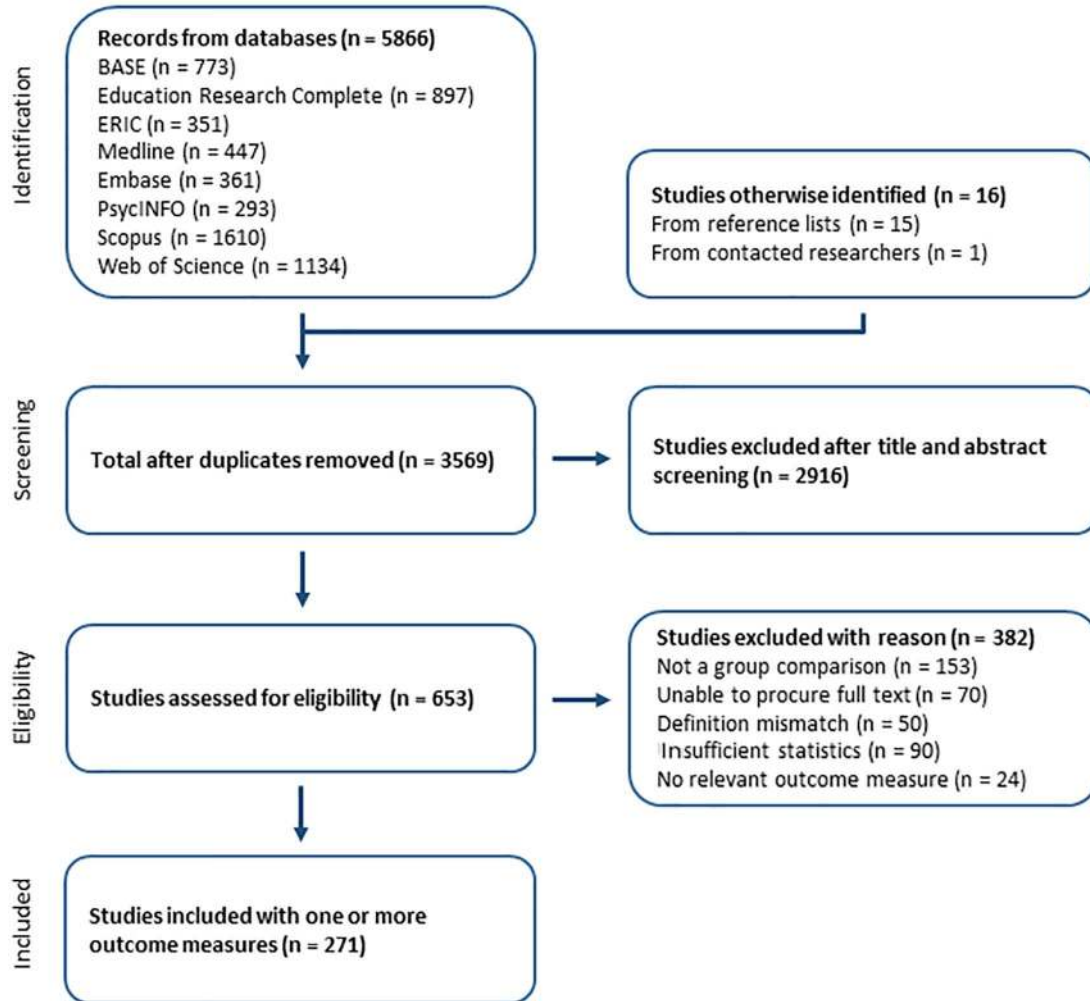 Identification
Records from databases (n = 5866)
BASE (n = 773)
Education Research Complete (n = 897)
ERIC (n = 351)
Medline (n = 447)
Embase (n = 361)
PsycINFO (n = 293)
Scopus (n = 1610)
Web of Science (n = 1134)
Studies otherwise identified (n = 16)
From reference lists (n = 15)
From contacted researchers (n = 1)
Screening
Total after duplicates removed (n = 3569)
Studies excluded after title and abstract
screening (n = 2916)
Eligibility
Studies assessed for eligibility (n = 653)
Studies excluded with reason (n = 382)
Not a group comparison (n = 153)
Unable to procure full text (n = 70)
Definition mismatch (n = 50)
Insufficient statistics (n = 90)
No relevant outcome measure (n = 24)
Included
Studies included with one or more
outcome measures (n = 271)